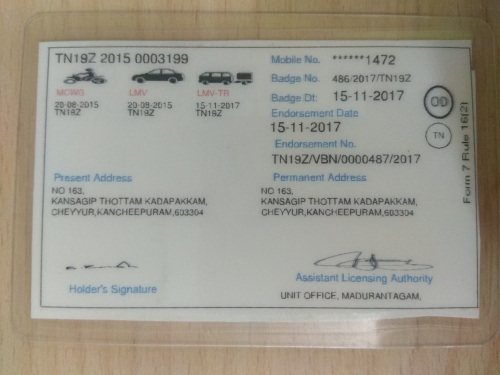 TN19Z 2015 0003199
Mobile No. ******1472
MCWG LMV LMV-TR
20-08-2015 20-08-2015 15-11-2017
TN19Z TN19Z TN19Z
Badge No. 486/2017/TN19Z
Badge Dt: 15-11-2017
Endorsement Date
15-11-2017
Endorsement No.
TN19Z/VBN/0000487/2017
OD
TN
Form 7 Rule 16(2)
Present Address
NO 163,
KANSAGIP THOTTAM KADAPAKKAM,
CHEYYUR,KANCHEEPURAM,603304
Permanent Address
NO 163,
KANSAGIP THOTTAM KADAPAKKAM,
CHEYYUR,KANCHEEPURAM,603304
Holder's Signature
Assistant Licensing Authority
UNIT OFFICE, MADURANTAGAM,